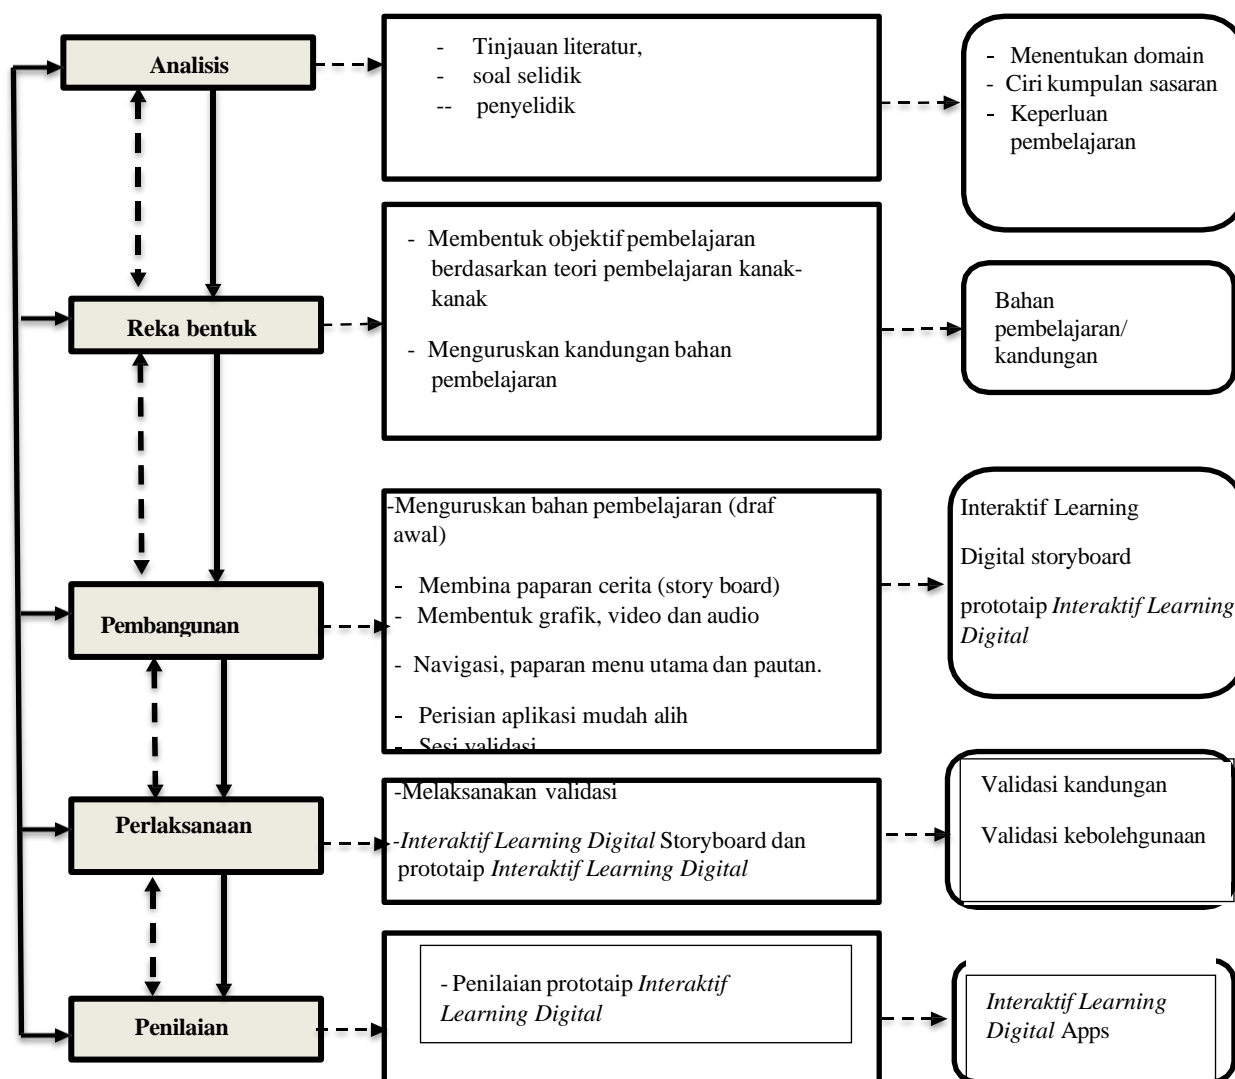 Analisis
- Tinjauan literatur,
- soal selidik
-- penyelidik
- Menentukan domain
- Ciri kumpulan sasaran
- Keperluan
pembelajaran
Reka bentuk
- Membentuk objektif pembelajaran
berdasarkan teori pembelajaran kanak-
kanak
- Menguruskan kandungan bahan
pembelajaran
Bahan
pembelajaran/
kandungan
Pembangunan
-Menguruskan bahan pembelajaran (draf
awal)
- Membina paparan cerita (story board)
- Membentuk grafik, video dan audio
- Navigasi, paparan menu utama dan pautan.
- Perisian aplikasi mudah alih
- Sesi validasi
Interaktif Learning
Digital storyboard
prototaip Interaktif Learning
Digital
Perlaksanaan
-Melaksanakan validasi
-Interaktif Learning Digital Storyboard dan
prototaip Interaktif Learning Digital
Validasi kandungan
Validasi kebolehgunaan
Penilaian
- Penilaian prototaip Interaktif
Learning Digital
Interaktif Learning
Digital Apps